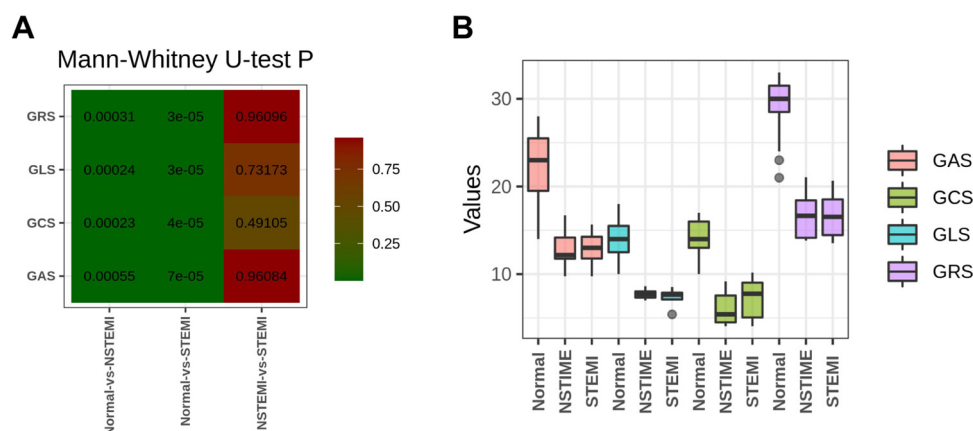 A
Mann-Whitney U-test P
GRS
0.00031
3e-05
0.96096
GLS
0.00024
3e-05
0.73173
GCS
0.00023
4e-05
0.49105
GAS
0.00055
7e-05
0.96084
Normal-vs-NSTEMI
Normal-vs-STEMI
NSTEMI-vs-STEMI
0.75
0.50
0.25
B
Values
30
20
10
Normal
NSTIME
STEMI
Normal
NSTIME
STEMI
Normal
NSTIME
STEMI
Normal
NSTIME
STEMI
GAS
GCS
GLS
GRS